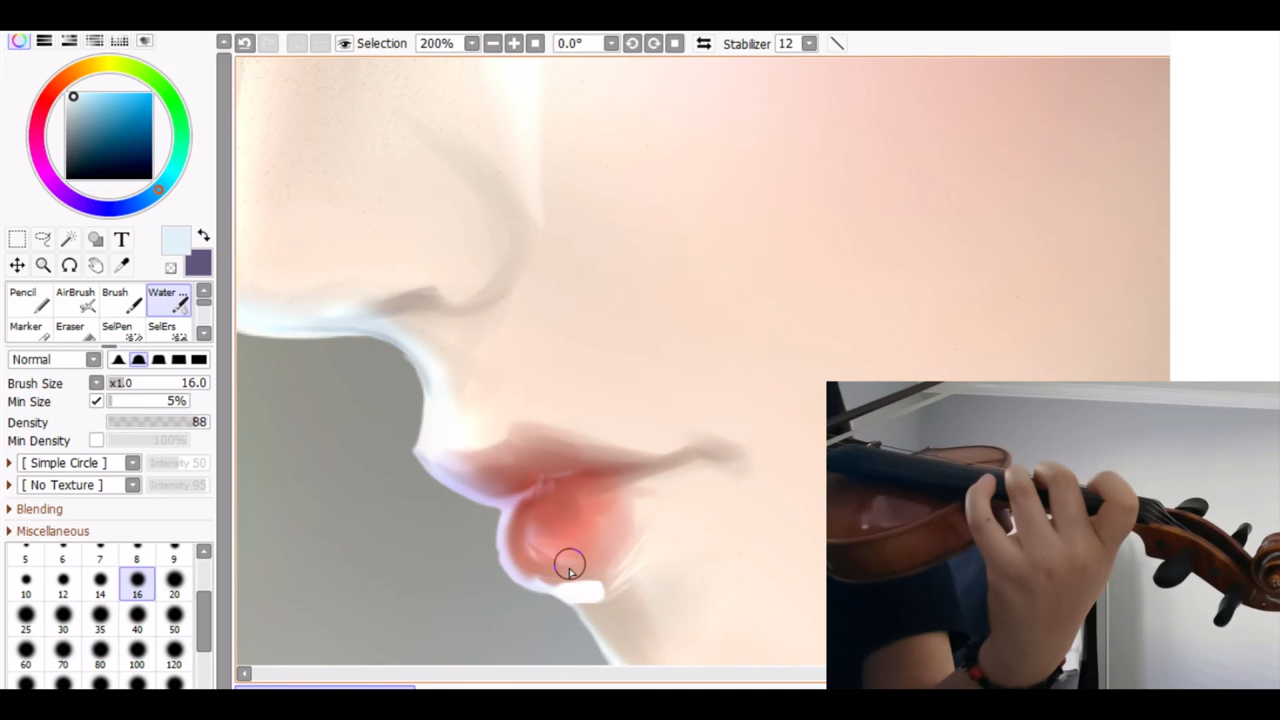 Selection 200% 0.0° Stabilizer 12
T
Pencil AirBrush Brush Water ...
Marker Eraser SelPen SelErs
Normal
Brush Size x1.0 16.0
Min Size 5%
Density 88
Min Density 100%
[ Simple Circle ] Intensity 50
[ No Texture ] Intensity 95
Blending
Miscellaneous
5 6 7 8 9
10 12 14 16 20
25 30 35 40 50
60 70 80 100 120